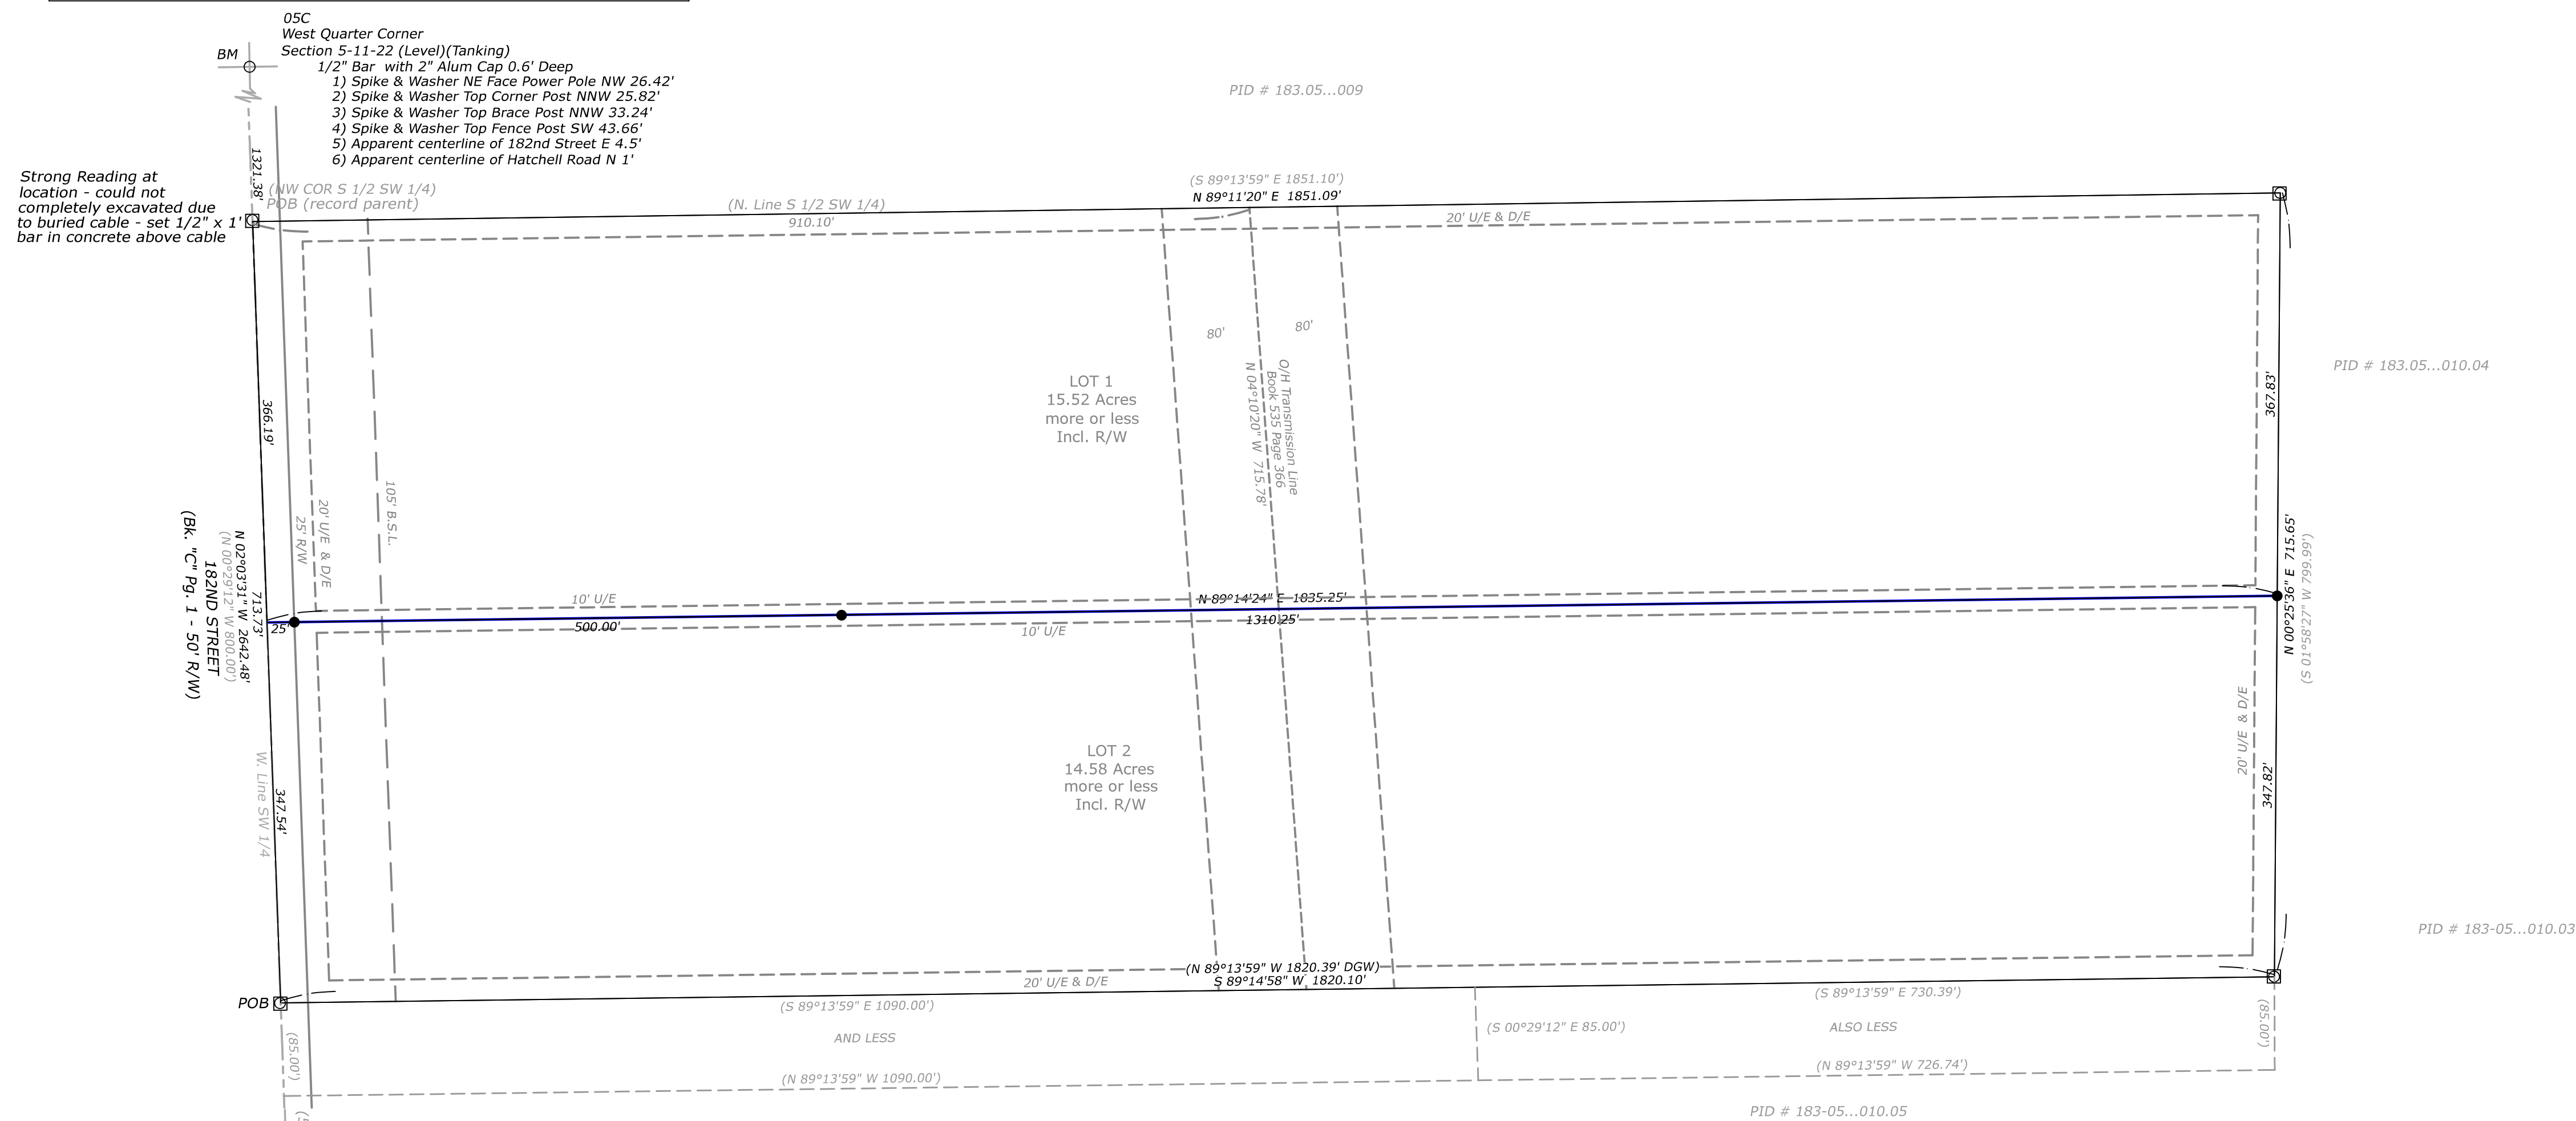 05C
West Quarter Corner
BM
Section 5-11-22 (Level)(Tanking)
1/2" Bar with 2" Alum Cap 0.6' Deep
1) Spike & Washer NE Face Power Pole NW 26.42'
2) Spike & Washer Top Corner Post NNW 25.82'
3) Spike & Washer Top Brace Post NNW 33.24'
4) Spike & Washer Top Fence Post SW 43.66'
5) Apparent centerline of 182nd Street E 4.5'
6) Apparent centerline of Hatchell Road N 1'
PID # 183.05...009
1321.38'
Strong Reading at
location - could not
completely excavated due
to buried cable - set 1/2" x 1'
bar in concrete above cable
(NW COR S 1/2 SW 1/4)
POB (record parent)
(N. Line S 1/2 SW 1/4)
910.10'
(S 89°13'59" E 1851.10')
N 89°11'20" E 1851.09'
20' U/E & D/E
80'
80'
PID # 183.05...010.04
LOT 1
15.52 Acres
more or less
Incl. R/W
N 04°10'20" W 715.78'
O/H Transmission Line
Book 535 Page 366
366.19'
367.83'
25' R/W
20' U/E & D/E
105' B.S.L.
(Bk. "C" Pg. 1 - 50' R/W)
182ND STREET
(N 00°29'12" W 800.00')
N 02°03'31" W 2642.48'
713.73'
N 00°25'36" E 715.65'
(S 01°58'27" W 799.99')
10' U/E
N 89°14'24" E 1835.25'
25'
500.00'
10' U/E
1310.25'
W. Line SW 1/4
347.54'
LOT 2
14.58 Acres
more or less
Incl. R/W
20' U/E & D/E
347.82'
PID # 183-05...010.03
(N 89°13'59" W 1820.39' DGW)
20' U/E & D/E
S 89°14'58" W 1820.10'
POB
(S 89°13'59" E 1090.00')
(S 89°13'59" E 730.39')
(85.00')
AND LESS
(S 00°29'12" E 85.00')
ALSO LESS
(85.00')
(N 89°13'59" W 1090.00')
(N 89°13'59" W 726.74')
PID # 183-05...010.05